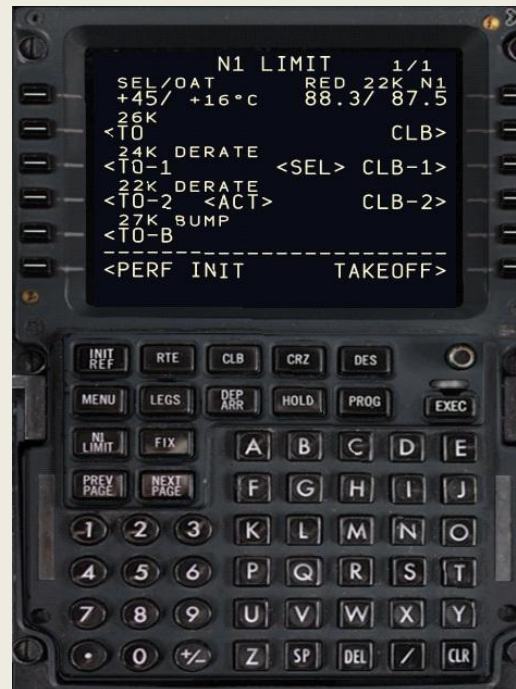 N1 LIMIT 1/1
SEL/OAT RED 22K N1
+45/ +16°C 88.3/ 87.5
26K
<TO CLB>
24K DERATE
<TO-1 <SEL> CLB-1>
22K DERATE
<TO-2 <ACT> CLB-2>
27K BUMP
<TO-B
------------------------
<PERF INIT TAKEOFF>
INIT REF RTE CLB CRZ DES
MENU LEGS DEP ARR HOLD PROG EXEC
N1 LIMIT FIX A B C D E
PREV PAGE NEXT PAGE F G H I J
1 2 3 K L M N O
4 5 6 P Q R S T
7 8 9 U V W X Y
. 0 +/- Z SP DEL / CLR